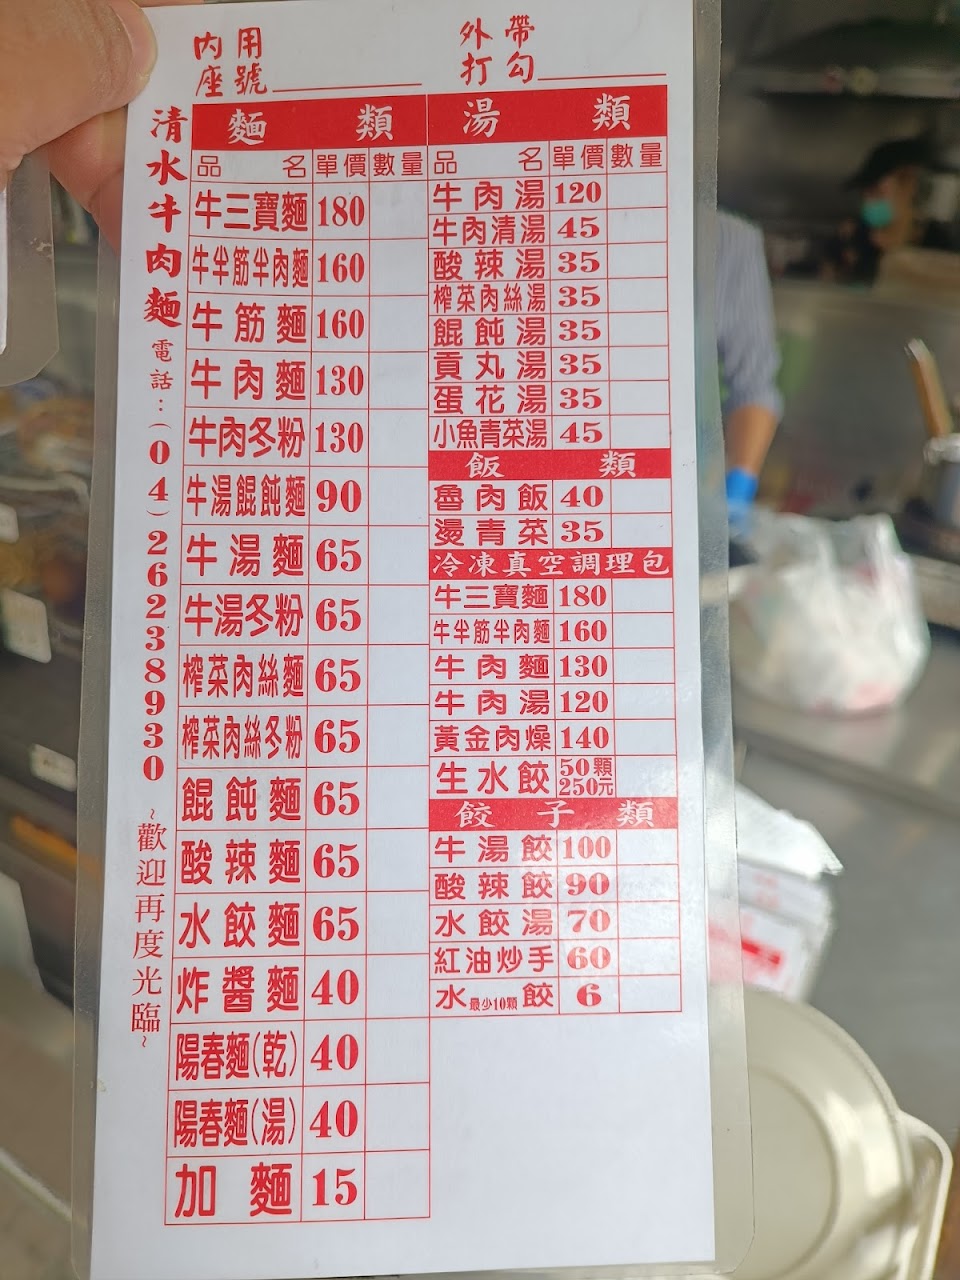 內用
座號
外帶
打勾
清水牛肉麵 電話:(04)26238930 ~歡迎再度光臨~
麵類
品名 單價 數量
牛三寶麵 180
牛半筋半肉麵 160
牛筋麵 160
牛肉麵 130
牛肉冬粉 130
牛湯餛飩麵 90
牛湯麵 65
牛湯冬粉 65
榨菜肉絲麵 65
榨菜肉絲冬粉 65
餛飩麵 65
酸辣麵 65
水餃麵 65
炸醬麵 40
陽春麵(乾) 40
陽春麵(湯) 40
加麵 15
湯類
品名 單價 數量
牛肉湯 120
牛肉清湯 45
酸辣湯 35
榨菜肉絲湯 35
餛飩湯 35
貢丸湯 35
蛋花湯 35
小魚青菜湯 45
飯類
魯肉飯 40
燙青菜 35
冷凍真空調理包
牛三寶麵 180
牛半筋半肉麵 160
牛肉麵 130
牛肉湯 120
黃金肉燥 140
生水餃 50顆 250元
餃子類
牛湯餃 100
酸辣餃 90
水餃湯 70
紅油炒手 60
水餃 最少10顆 6